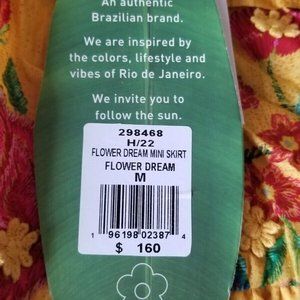 An authentic
Brazilian brand.
We are inspired by
the colors, lifestyle and
vibes of Rio de Janeiro.
We invite you to
follow the sun.
298468
H/22
FLOWER DREAM MINI SKIRT
FLOWER DREAM
M
1 96198 02387 4
$ 160